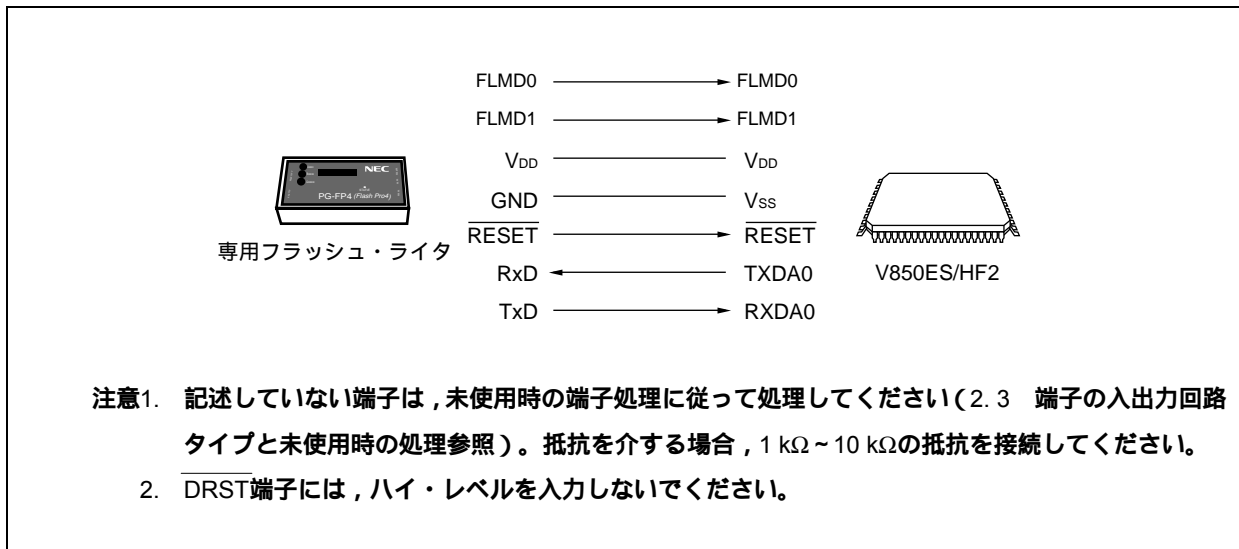 FLMD0 FLMD0
FLMD1 FLMD1
VDD VDD
NEC
PG-FP4 (Flash Pro4)
GND VSS
RESET RESET
専用フラッシュ・ライタ
RxD TXDA0
V850ES/HF2
TxD RXDA0
注意1. 記述していない端子は,未使用時の端子処理に従って処理してください(2. 3 端子の入出力回路
タイプと未使用時の処理参照)。抵抗を介する場合,1 kΩ~10 kΩの抵抗を接続してください。
2. DRST端子には,ハイ・レベルを入力しないでください。